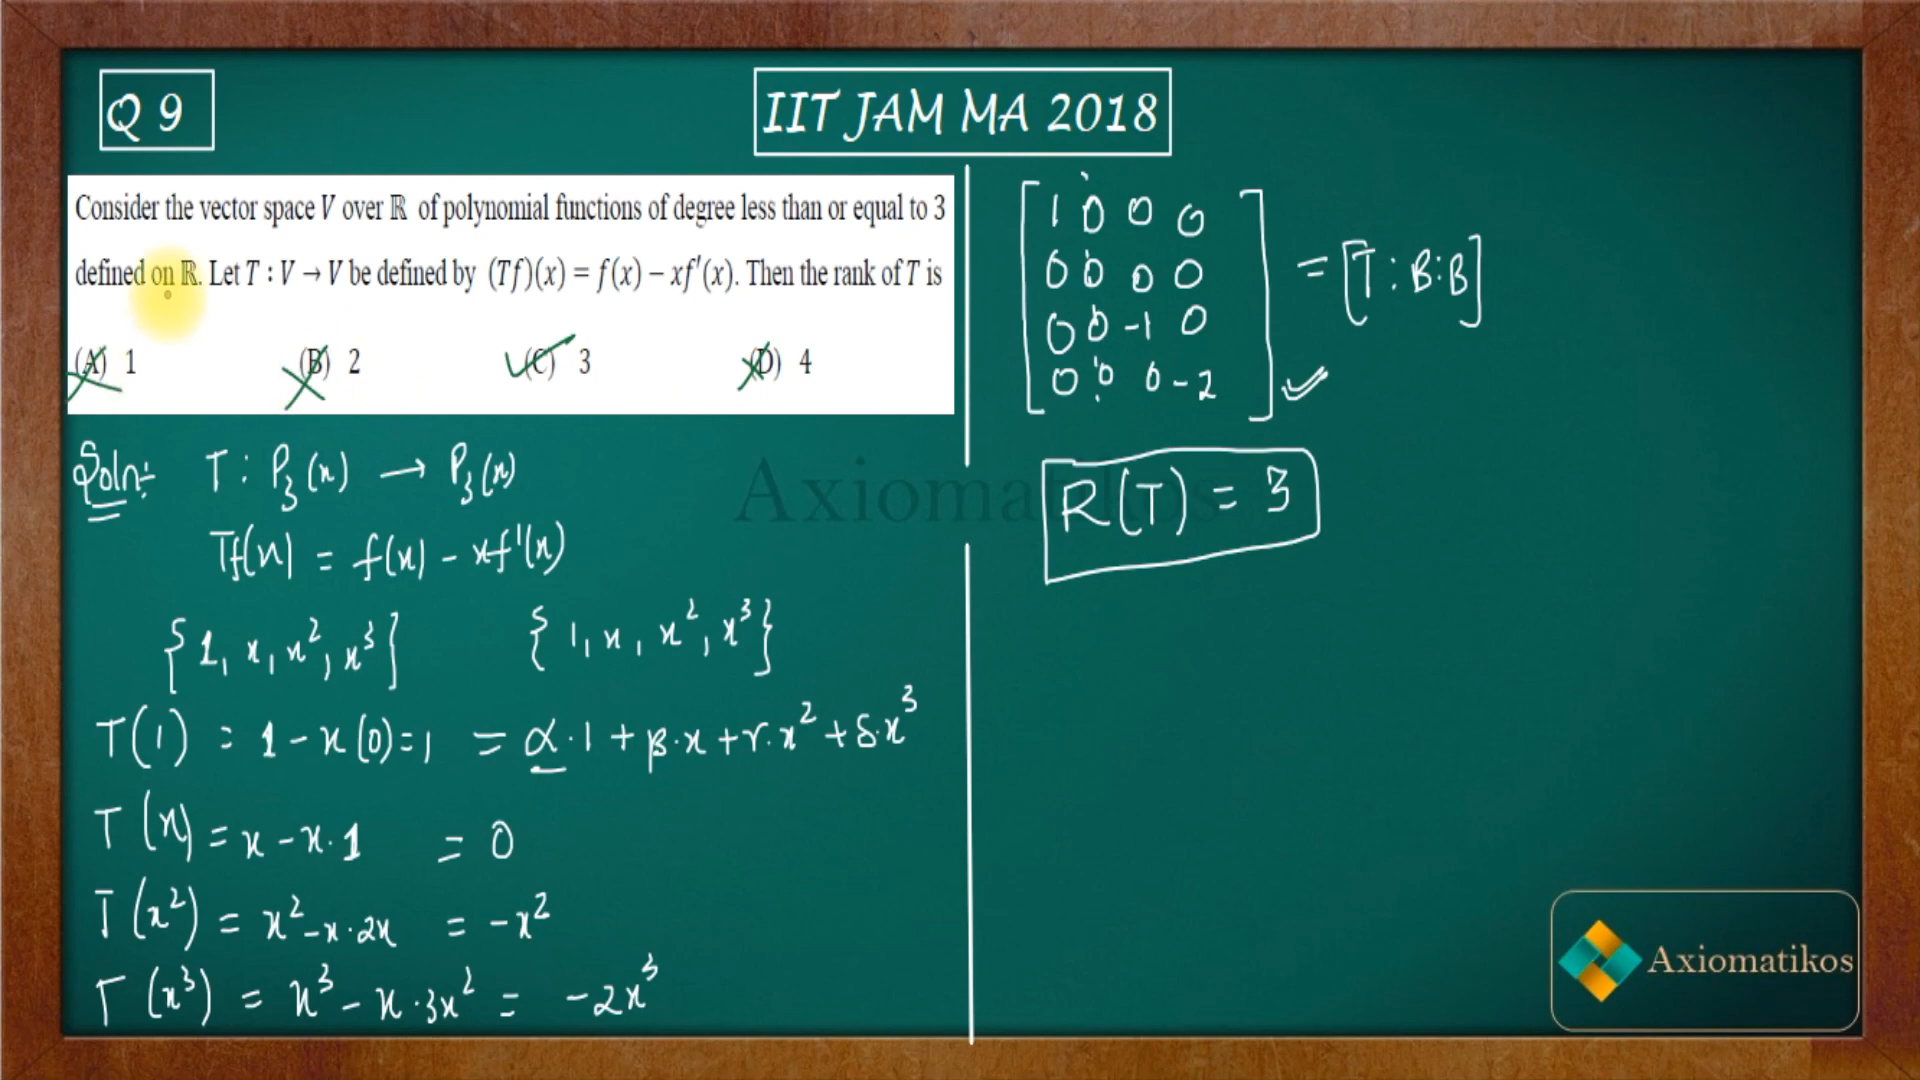 Q 9
IIT JAM MA 2018
Consider the vector space V over ℝ of polynomial functions of degree less than or equal to 3
defined on ℝ. Let T : V → V be defined by (Tf)(x) = f(x) − xf′(x). Then the rank of T is
(A) 1 (B) 2 (C) 3 (D) 4
Soln:- T : P₃(x) → P₃(x)
Tf(x) = f(x) - xf'(x)
{1, x, x², x³} {1, x, x², x³}
T(1) = 1 - x(0) = 1 = α·1 + β·x + r·x² + δ·x³
T(x) = x - x·1 = 0
T(x²) = x² - x·2x = -x²
T(x³) = x³ - x·3x² = -2x³
1 0 0 0
0 0 0 0 = [T : B : B]
0 0 -1 0
0 0 0 -2
R(T) = 3
Axiomatikos
Axiomatikos